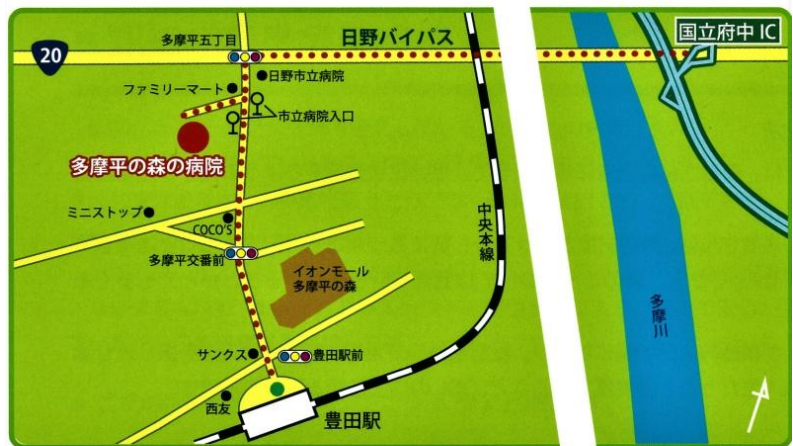 多摩平五丁目
日野バイパス
国立府中 IC
20
日野市立病院
ファミリーマート
市立病院入口
多摩平の森の病院
ミニストップ
COCO'S
中央本線
多摩平交番前
イオンモール
多摩平の森
多摩川
サンクス
豊田駅前
西友
豊田駅